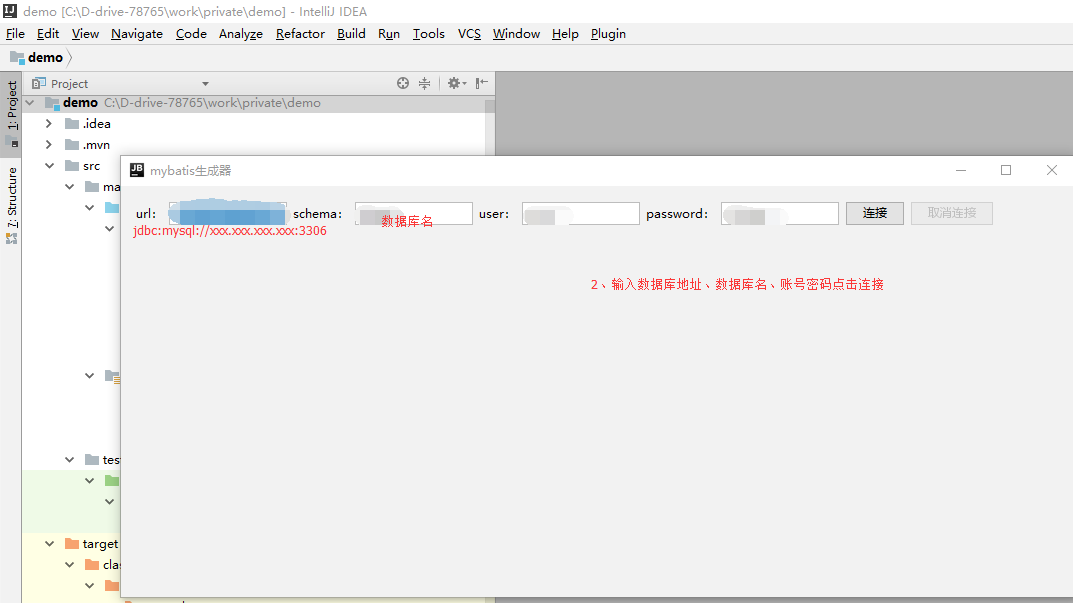 demo [C:\D-drive-78765\work\private\demo] - IntelliJ IDEA
File Edit View Navigate Code Analyze Refactor Build Run Tools VCS Window Help Plugin
demo
1: Project
Project
demo C:\D-drive-78765\work\private\demo
.idea
.mvn
src
ma
7: Structure
mybatis生成器
url: schema: 数据库名 user: password: 连接 取消连接
jdbc:mysql://xxx.xxx.xxx.xxx:3306
2、输入数据库地址、数据库名、账号密码点击连接
tes
target
clas